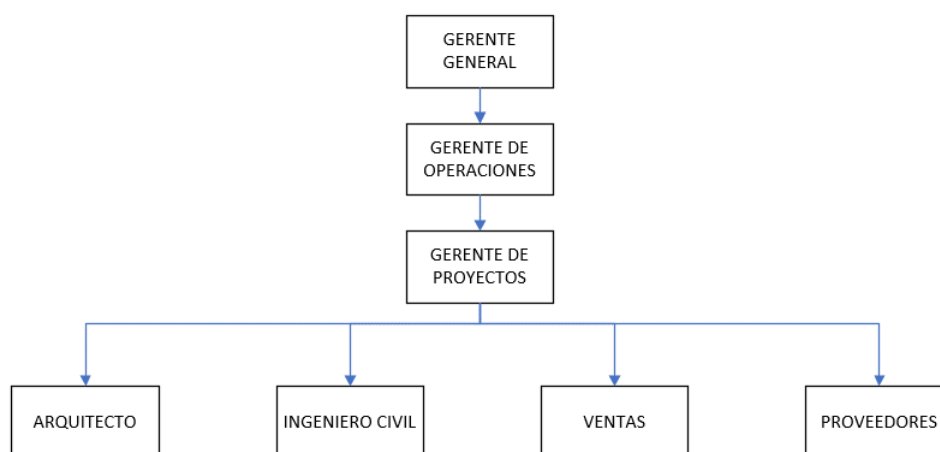 GERENTE
GENERAL
GERENTE DE
OPERACIONES
GERENTE DE
PROYECTOS
ARQUITECTO
INGENIERO CIVIL
VENTAS
PROVEEDORES